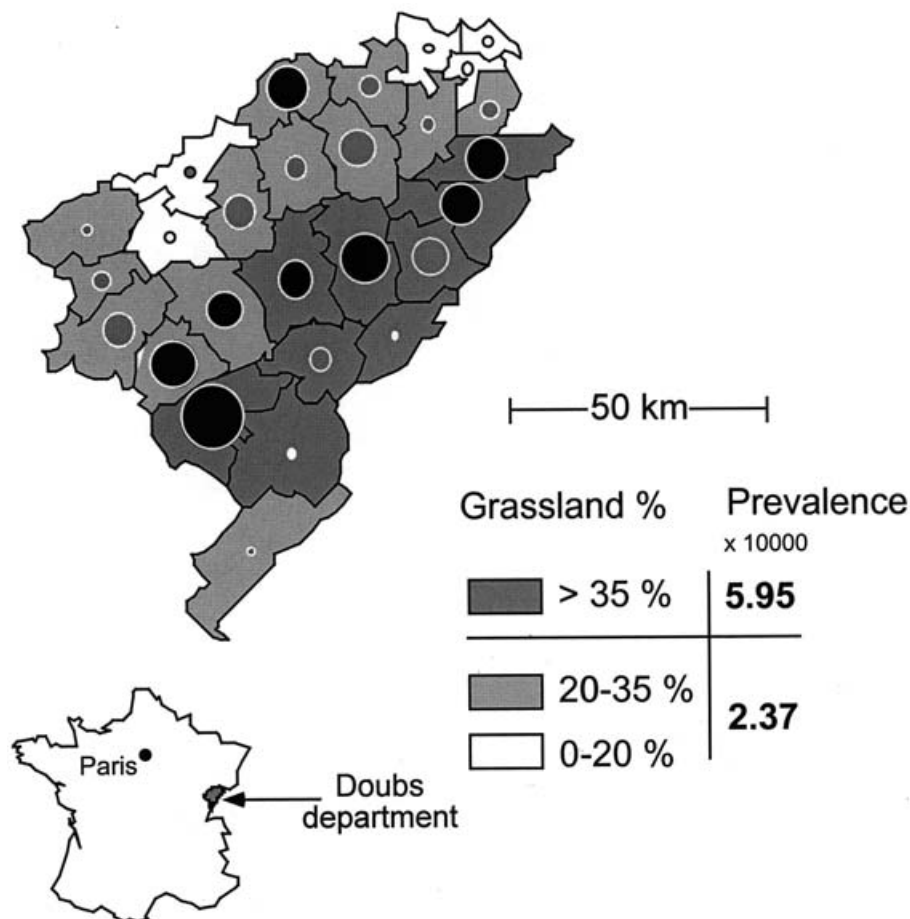 50 km
Grassland %
Prevalence
x 10000
> 35 %
5.95
20-35 %
2.37
0-20 %
Paris
Doubs
department